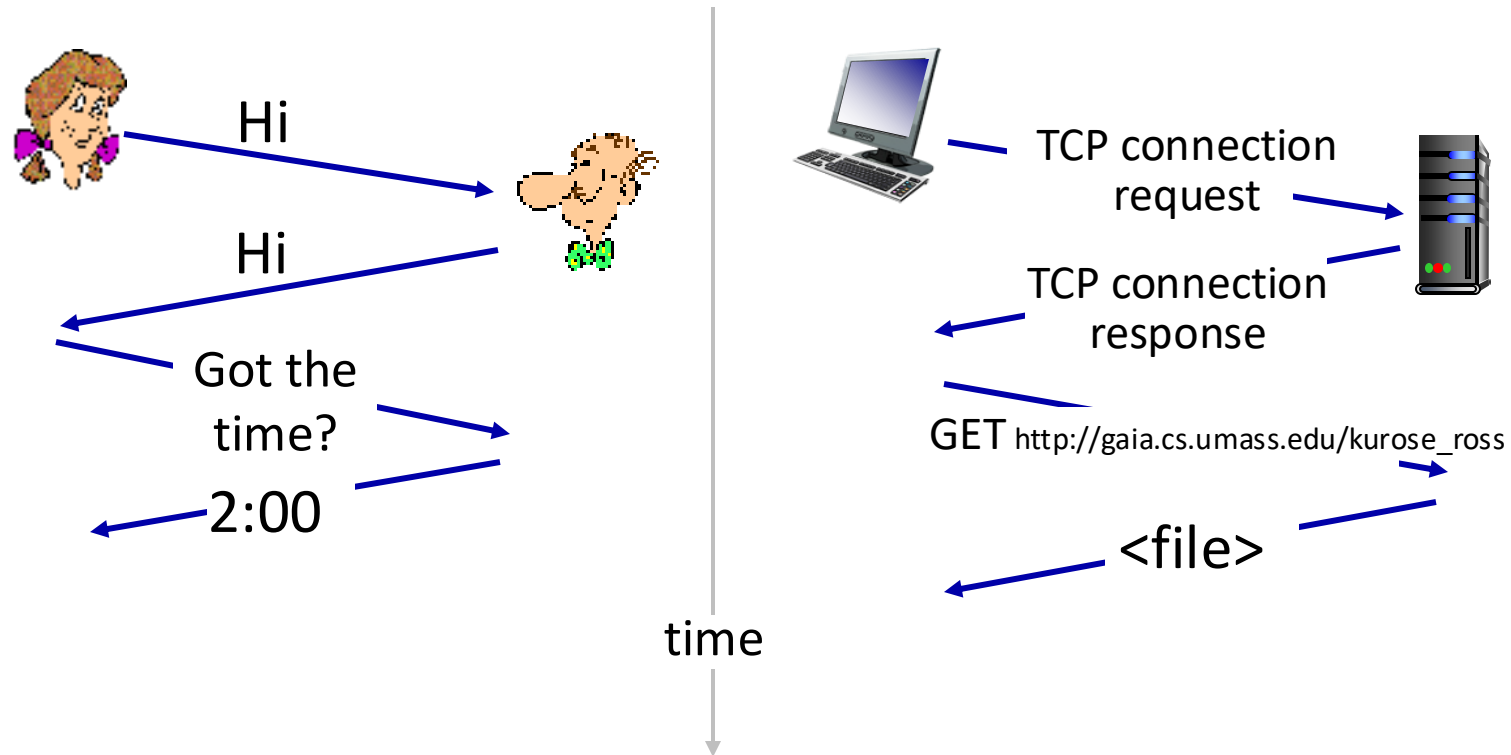 Hi
Hi
Got the
time?
2:00
TCP connection
request
TCP connection
response
GET http://gaia.cs.umass.edu/kurose_ross
<file>
time